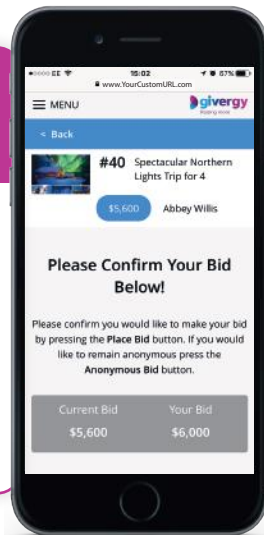 EE 15:02 67%
www.YourCustomURL.com
MENU
givergy
< Back
#40 Spectacular Northern
Lights Trip for 4
$5,600 Abbey Willis
Please Confirm Your Bid
Below!
Please confirm you would like to make your bid
by pressing the Place Bid button. If you would
like to remain anonymous press the
Anonymous Bid button.
Current Bid Your Bid
$5,600 $6,000